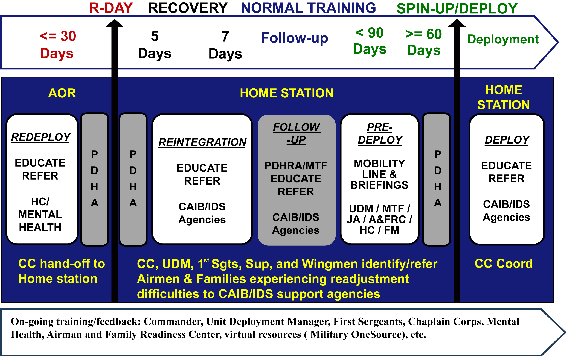 R-DAY RECOVERY NORMAL TRAINING SPIN-UP/DEPLOY
<= 30 Days
5 Days
7 Days
Follow-up
< 90 Days
>= 60 Days
Deployment
AOR
HOME STATION
HOME STATION
REDEPLOY
EDUCATE
REFER
HC/
MENTAL
HEALTH
PDHA
PDHA
REINTEGRATION
EDUCATE
REFER
CAIB/IDS
Agencies
FOLLOW
-UP
PDHRA/MTF
EDUCATE
REFER
CAIB/IDS
Agencies
PRE-
DEPLOY
MOBILITY
LINE &
BRIEFINGS
UDM / MTF /
JA / A&FRC /
HC / FM
PDHA
DEPLOY
EDUCATE
REFER
CAIB/IDS
Agencies
CC hand-off to
Home station
CC, UDM, 1st Sgts, Sup, and Wingmen identify/refer
Airmen & Families experiencing readjustment
difficulties to CAIB/IDS support agencies
CC Coord
On-going training/feedback: Commander, Unit Deployment Manager, First Sergeants, Chaplain Corps, Mental
Health, Airman and Family Readiness Center, virtual resources ( Military OneSource), etc.